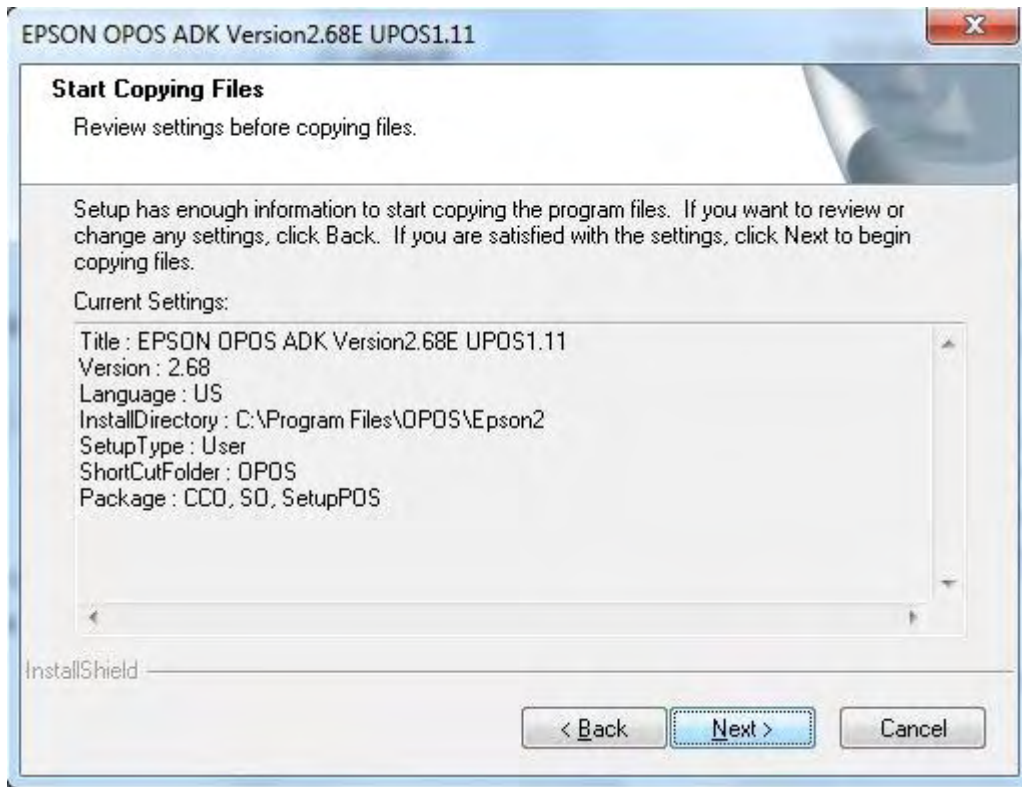 EPSON OPOS ADK Version2.68E UPOS1.11
Start Copying Files
Review settings before copying files.
Setup has enough information to start copying the program files.  If you want to review or
change any settings, click Back.  If you are satisfied with the settings, click Next to begin
copying files.
Current Settings:
Title : EPSON OPOS ADK Version2.68E UPOS1.11
Version : 2.68
Language : US
InstallDirectory : C:\Program Files\OPOS\Epson2
SetupType : User
ShortCutFolder : OPOS
Package : CCO, SO, SetupPOS
InstallShield
< Back
Next >
Cancel